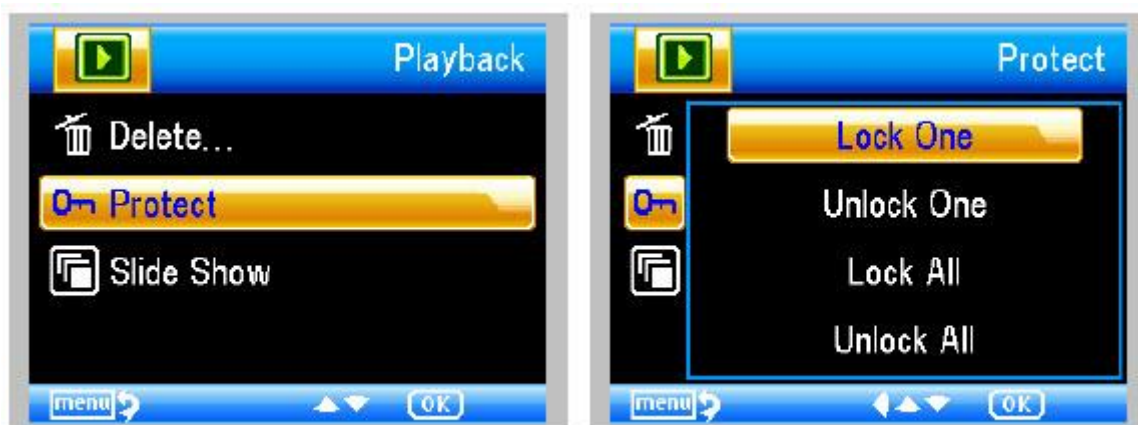 Playback
Delete...
Protect
Slide Show
menu
OK
Protect
Lock One
Unlock One
Lock All
Unlock All
menu
OK